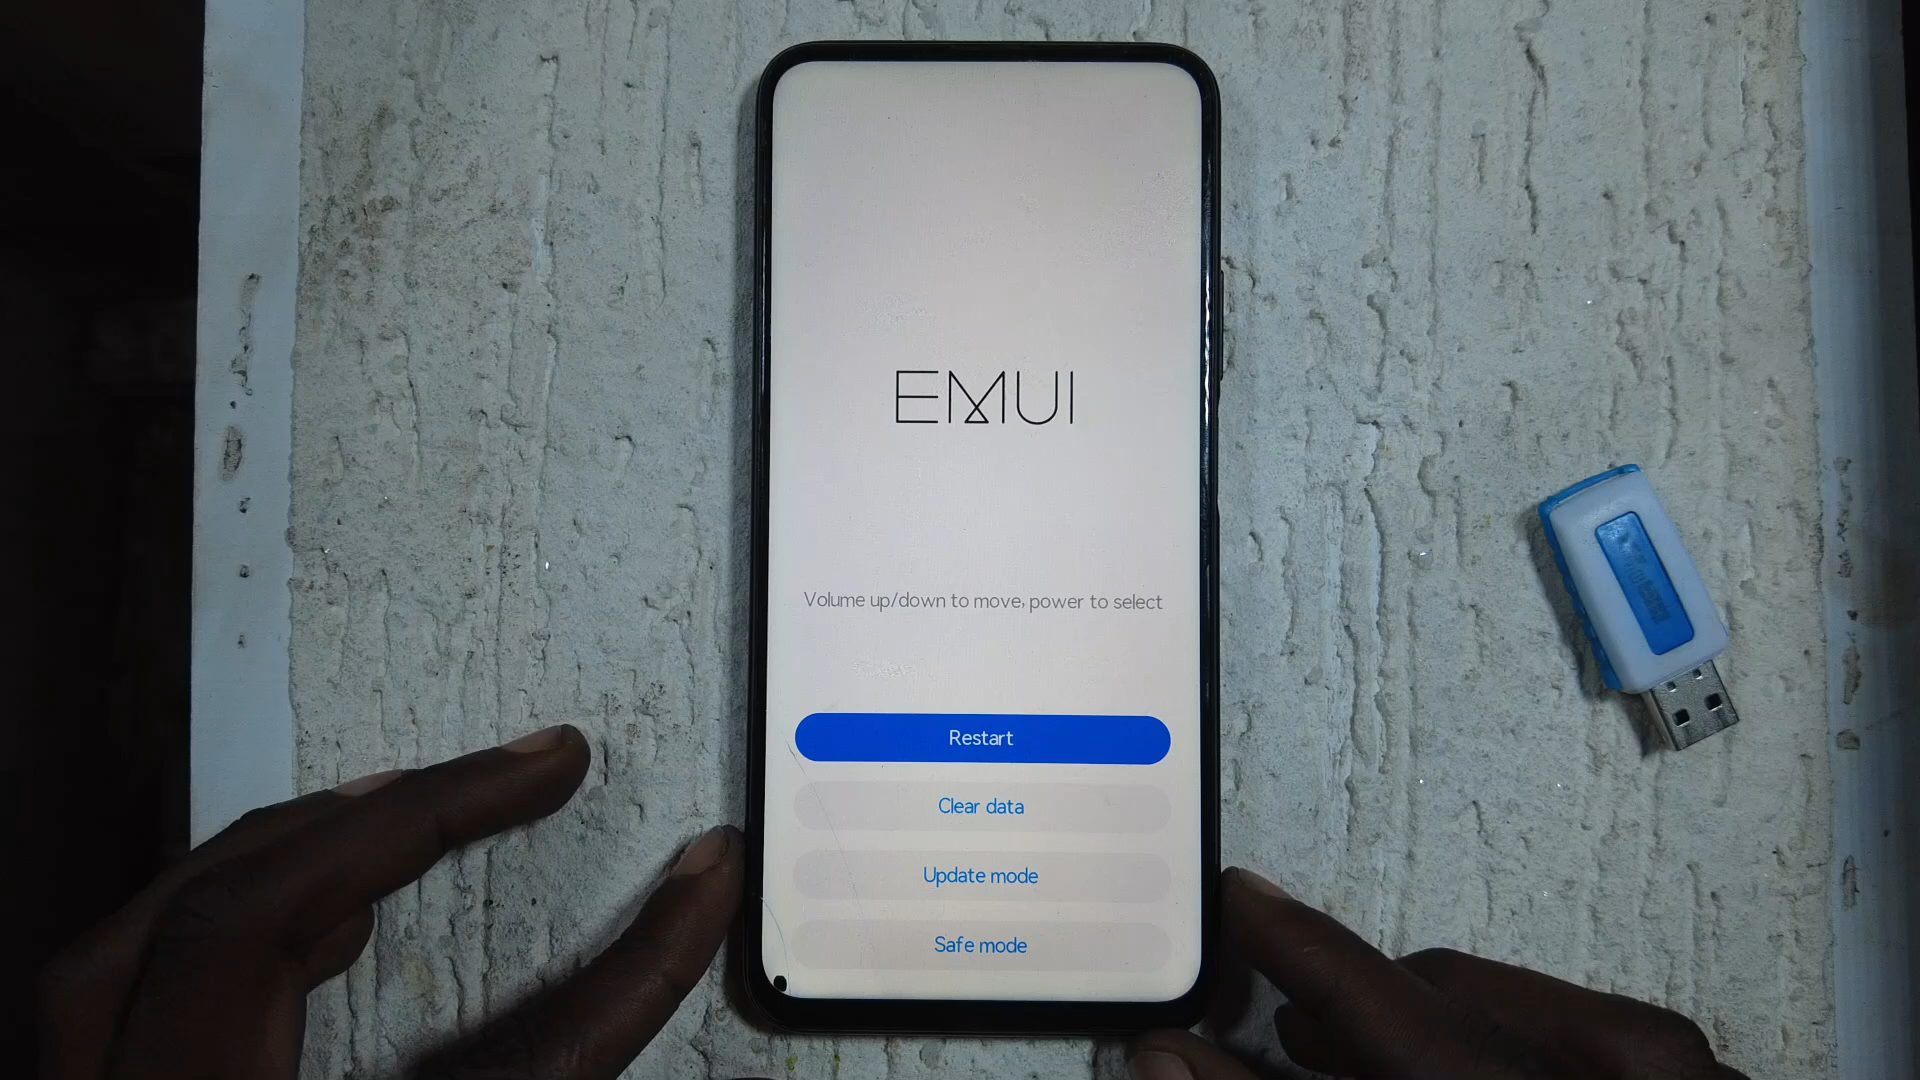 EMUI
Volume up/down to move, power to select
Restart
Clear data
Update mode
Safe mode